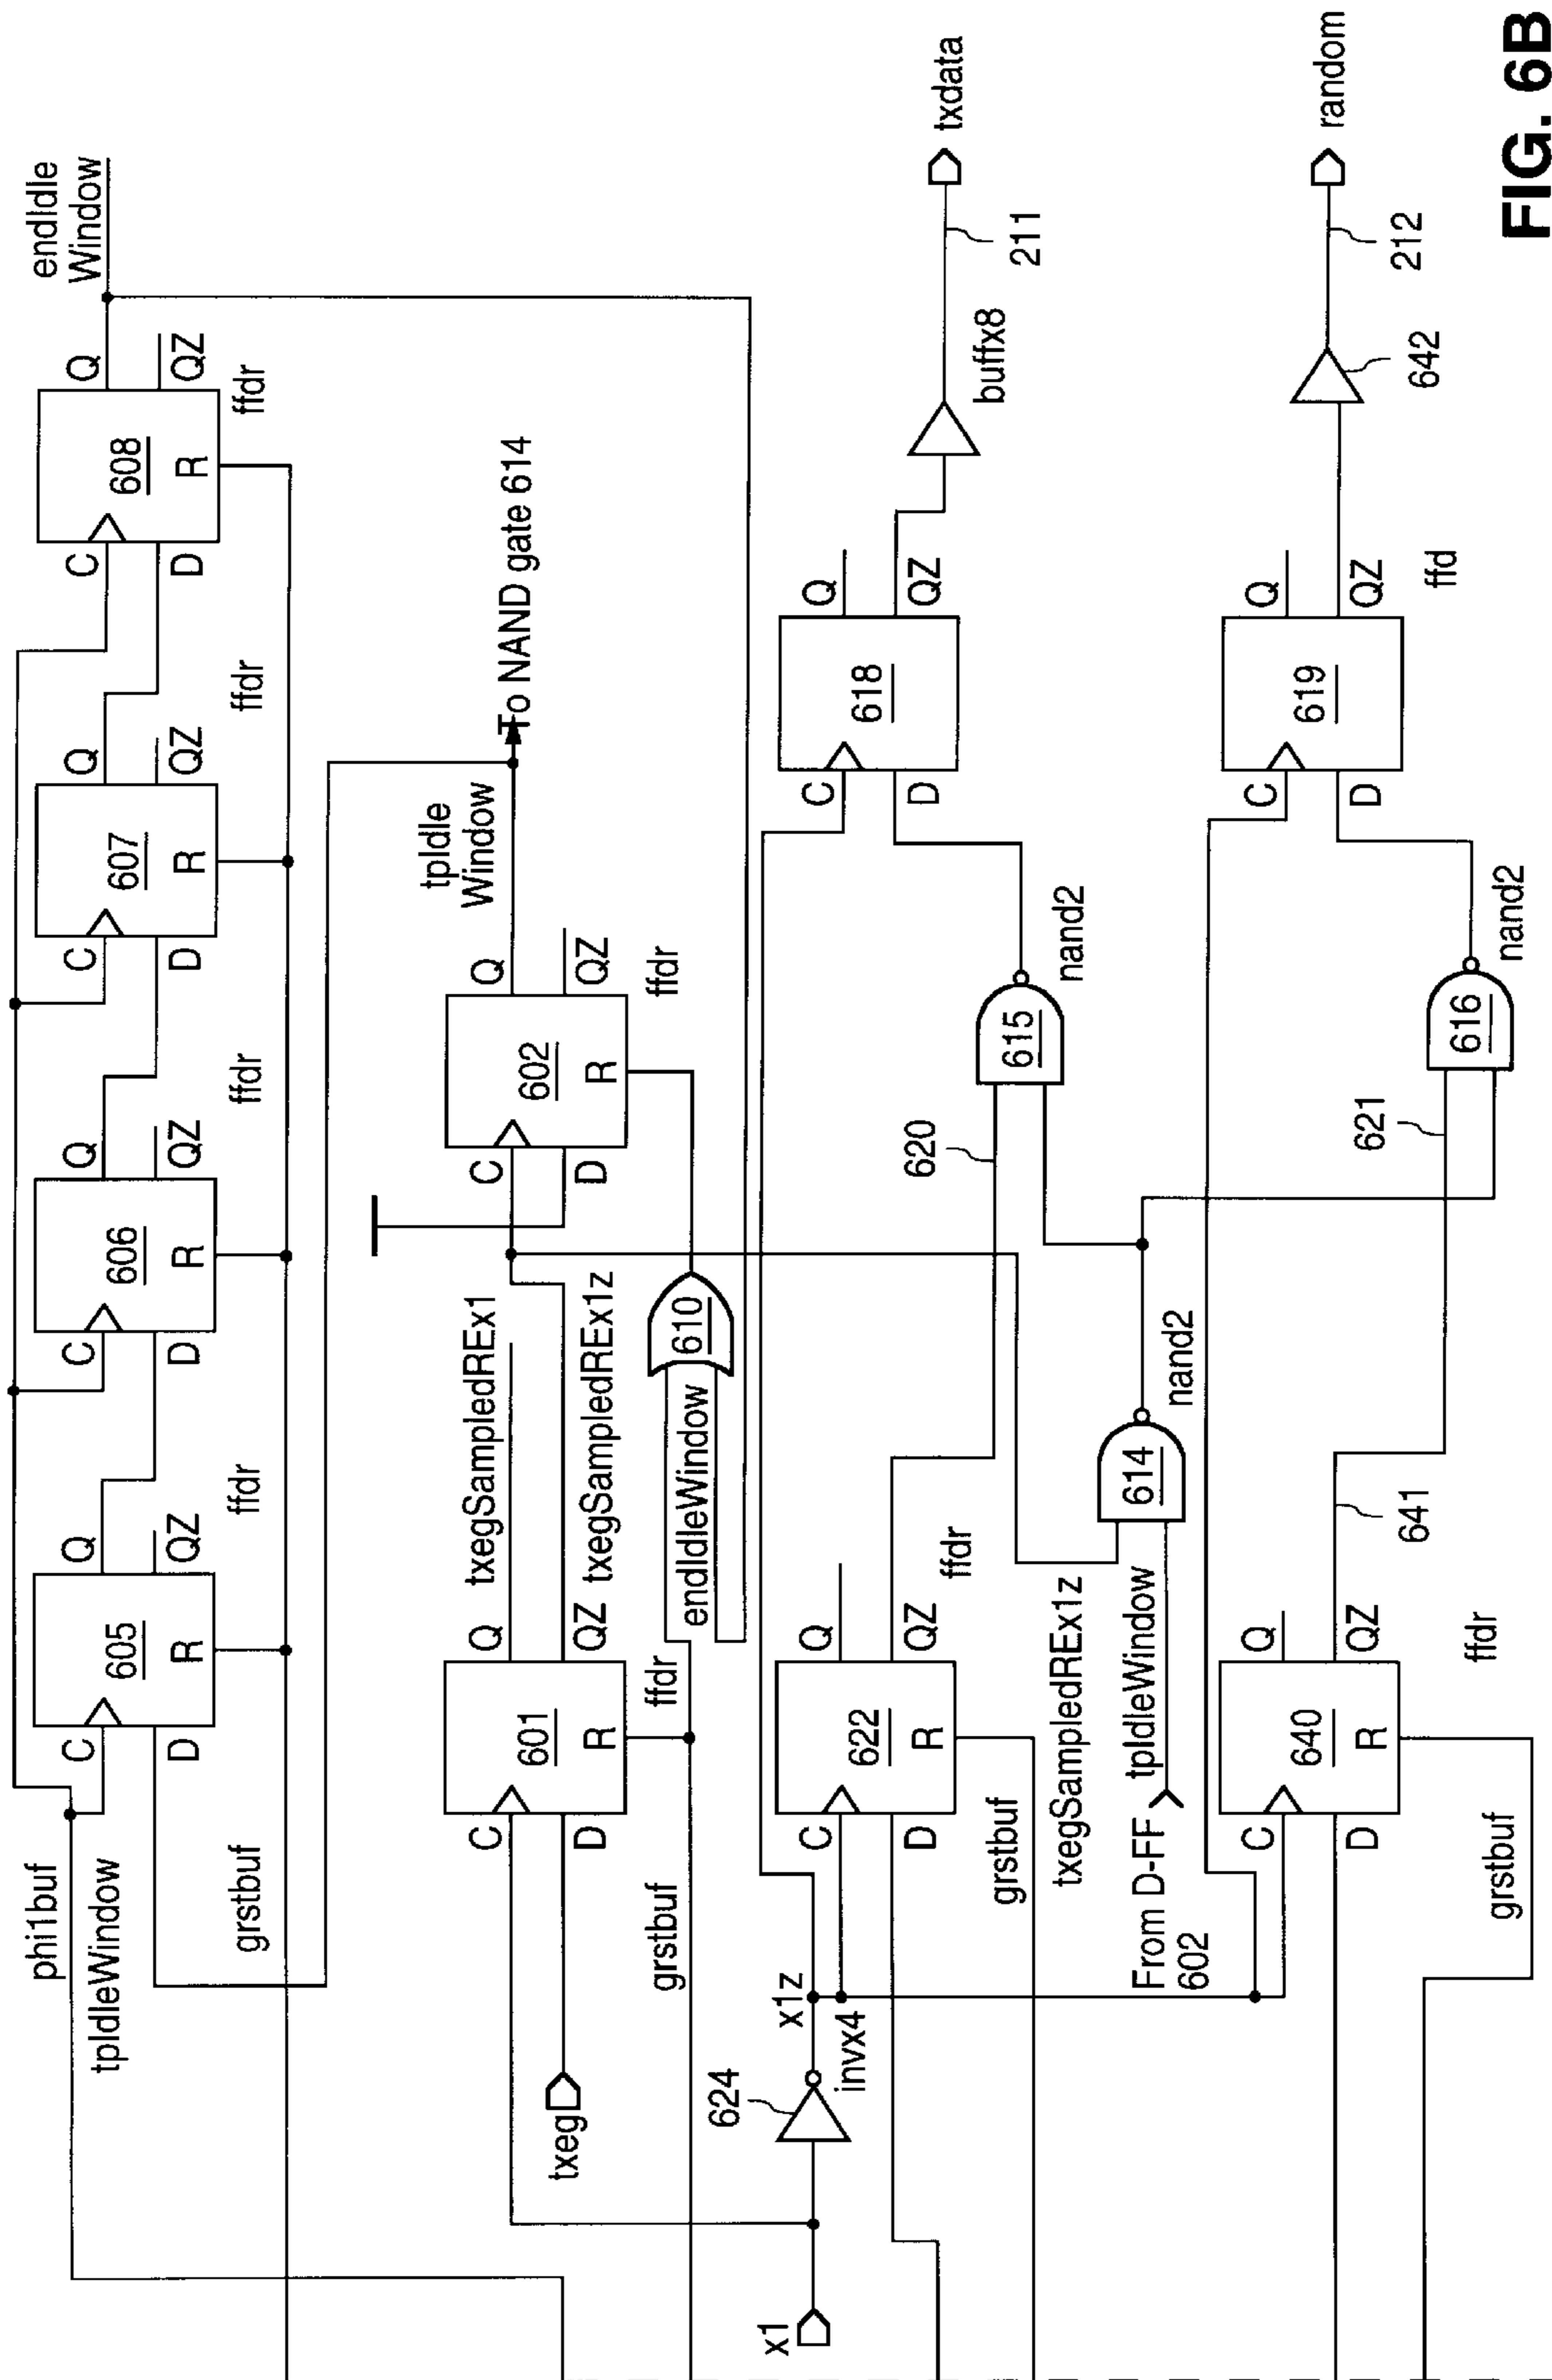 endIdle
Window
phi1buf
tpIdleWindow
grstbuf
C
D
605
R
Q
QZ
ffdr
C
D
606
R
Q
QZ
ffdr
C
D
607
R
Q
QZ
ffdr
C
D
608
R
Q
QZ
ffdr
txeg
C
D
601
R
Q
QZ
ffdr
grstbuf
txegSampledREx1
txegSampledREx1z
endIdleWindow
610
C
D
602
R
Q
QZ
ffdr
tpIdle
Window
To NAND gate 614
x1
624
x1z
invx4
C
D
622
R
Q
QZ
ffdr
grstbuf
620
615
nand2
C
D
618
Q
QZ
buffx8
211
txdata
txegSampledREx1z
tpIdleWindow
From D-FF
602
614
nand2
C
D
640
R
Q
QZ
ffdr
grstbuf
641
621
616
nand2
C
D
619
Q
QZ
ffd
642
212
random
FIG. 6B